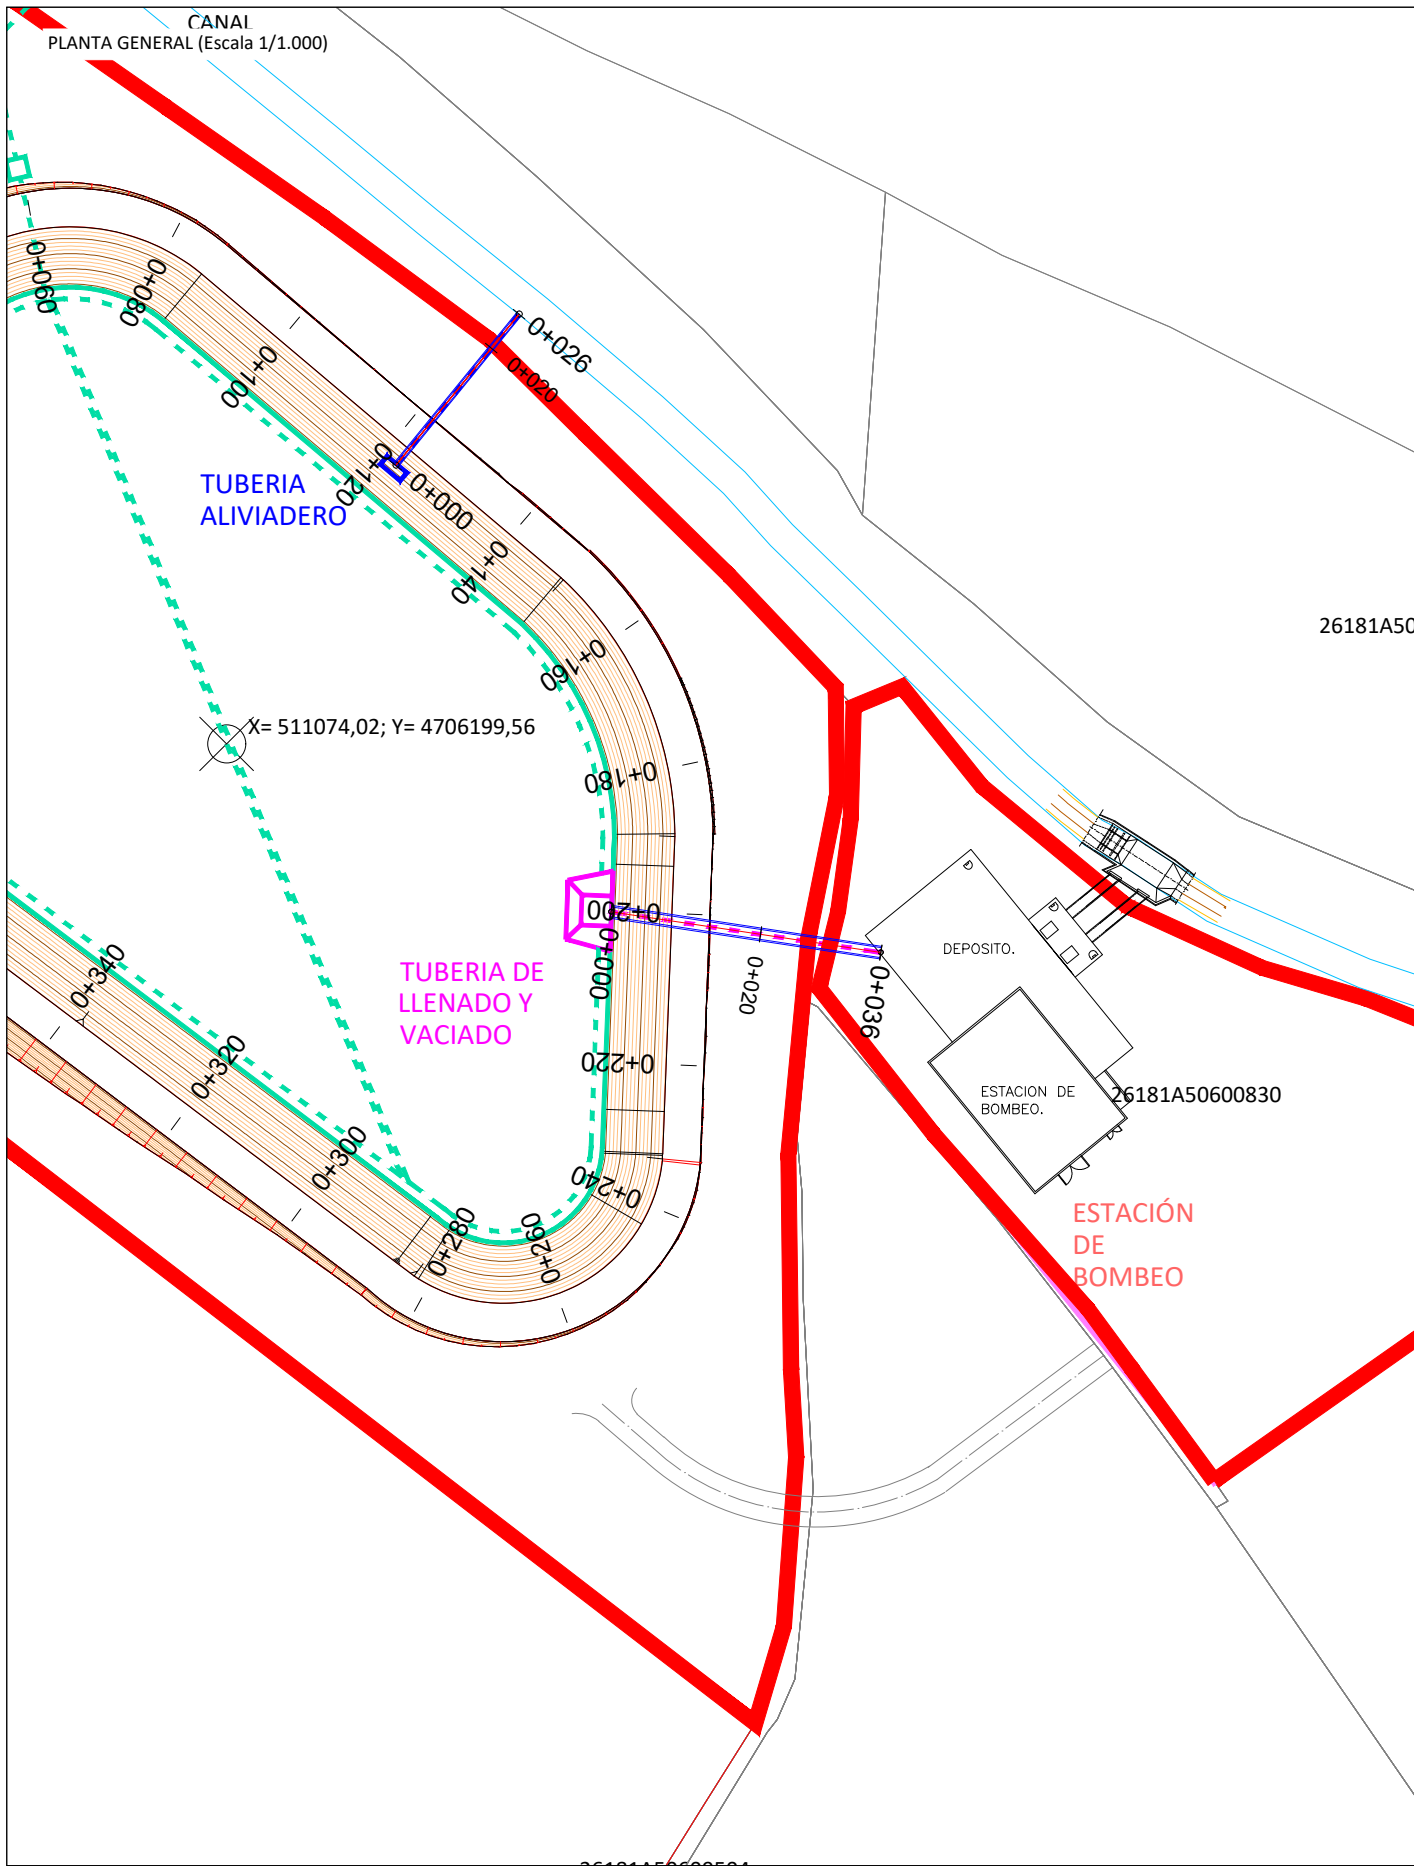 CANAL
PLANTA GENERAL (Escala 1/1.000)
0+060
0+080
0+100
0+026
0+020
0+120
0+000
TUBERIA
ALIVIADERO
0+140
0+160
26181A50
X= 511074,02; Y= 4706199,56
0+180
0+200
0+000
0+020
0+036
DEPOSITO.
TUBERIA DE
LLENADO Y
VACIADO
0+340
0+320
0+220
ESTACION DE
BOMBEO.
26181A50600830
0+300
0+240
0+280
0+260
ESTACIÓN
DE
BOMBEO